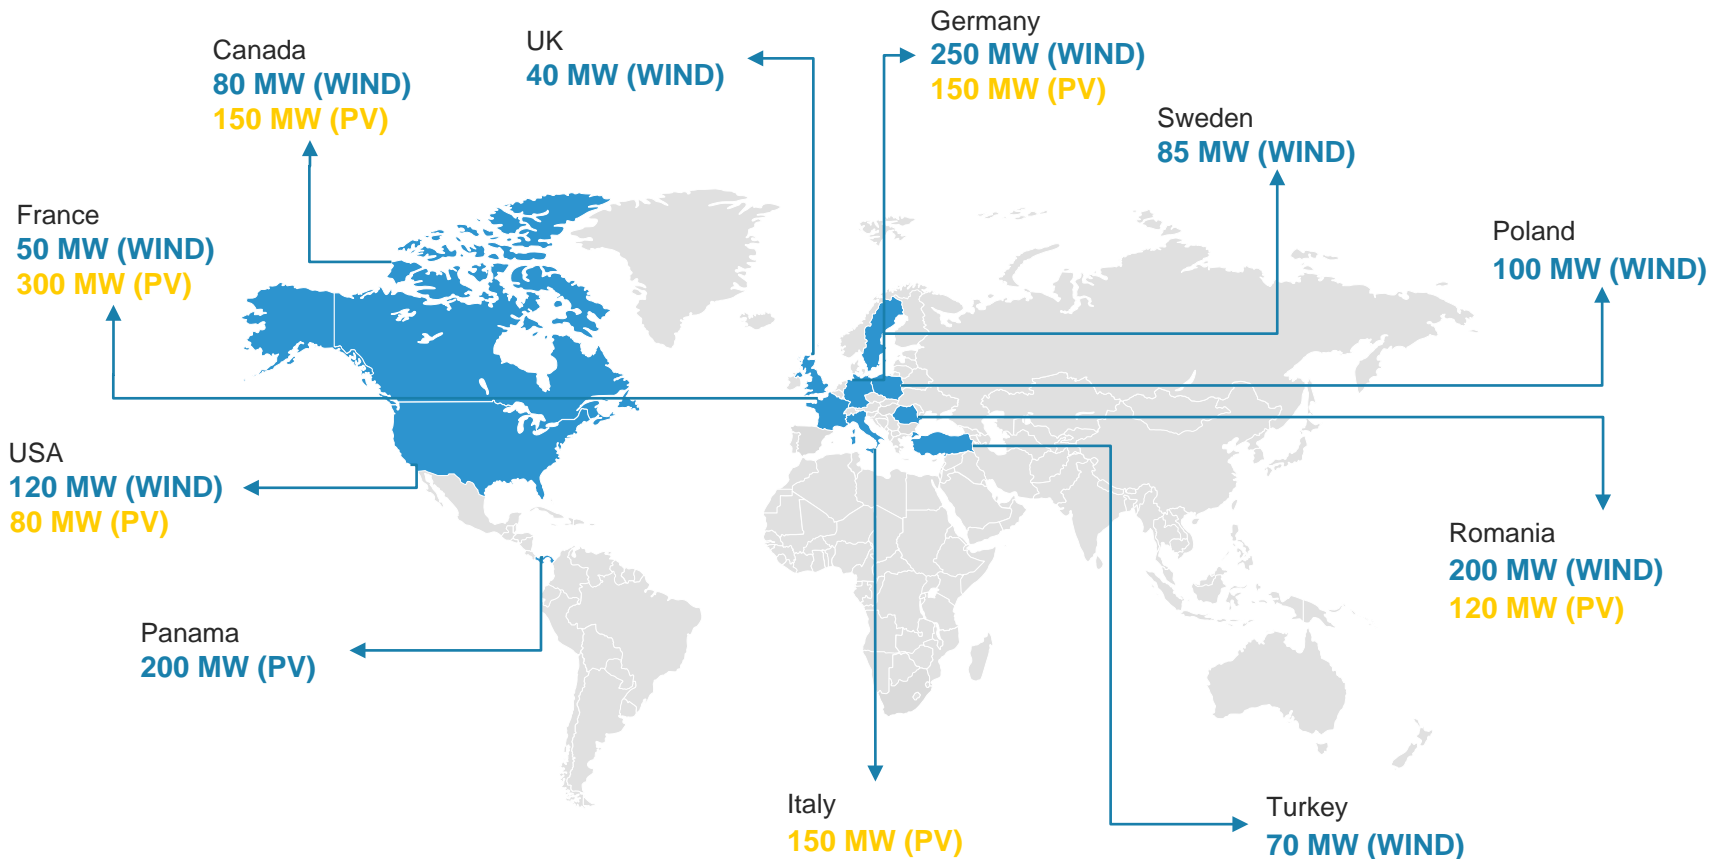 Canada
80 MW (WIND)
150 MW (PV)
UK
40 MW (WIND)
Germany
250 MW (WIND)
150 MW (PV)
Sweden
85 MW (WIND)
France
50 MW (WIND)
300 MW (PV)
Poland
100 MW (WIND)
USA
120 MW (WIND)
80 MW (PV)
Romania
200 MW (WIND)
120 MW (PV)
Panama
200 MW (PV)
Italy
150 MW (PV)
Turkey
70 MW (WIND)